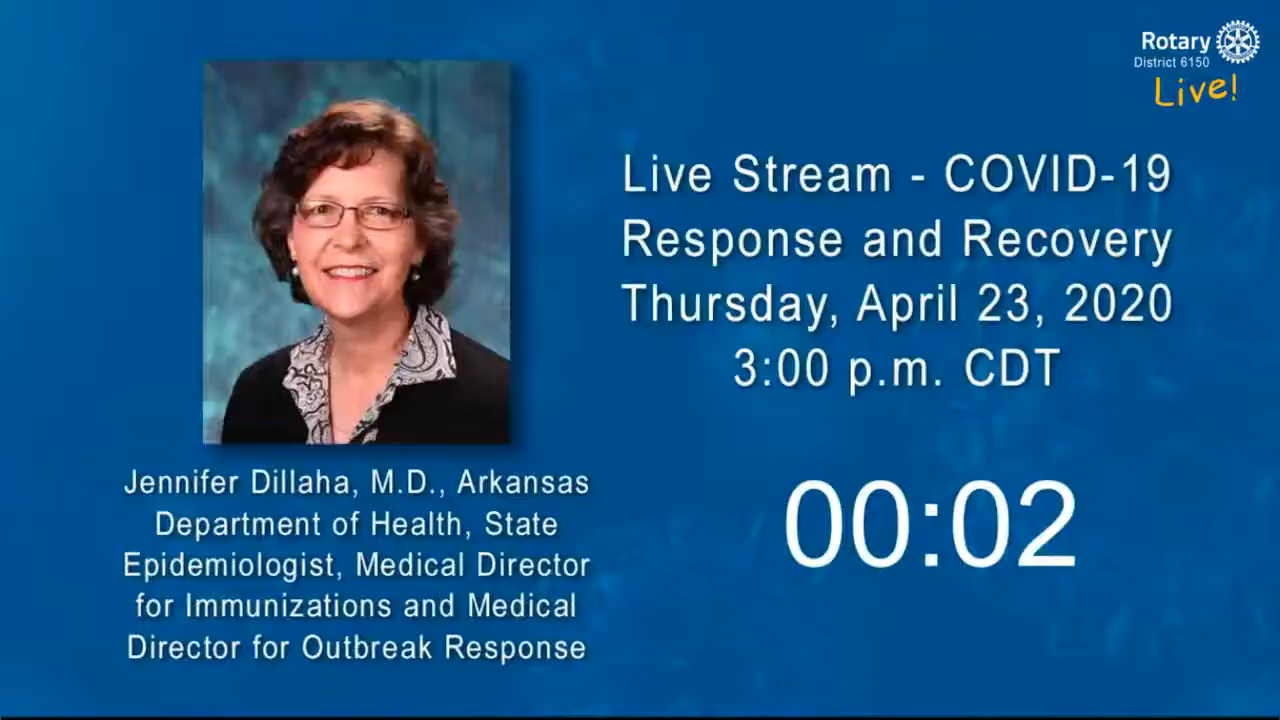 Rotary
District 6150
Live!
Live Stream - COVID-19
Response and Recovery
Thursday, April 23, 2020
3:00 p.m. CDT
00:02
Jennifer Dillaha, M.D., Arkansas
Department of Health, State
Epidemiologist, Medical Director
for Immunizations and Medical
Director for Outbreak Response